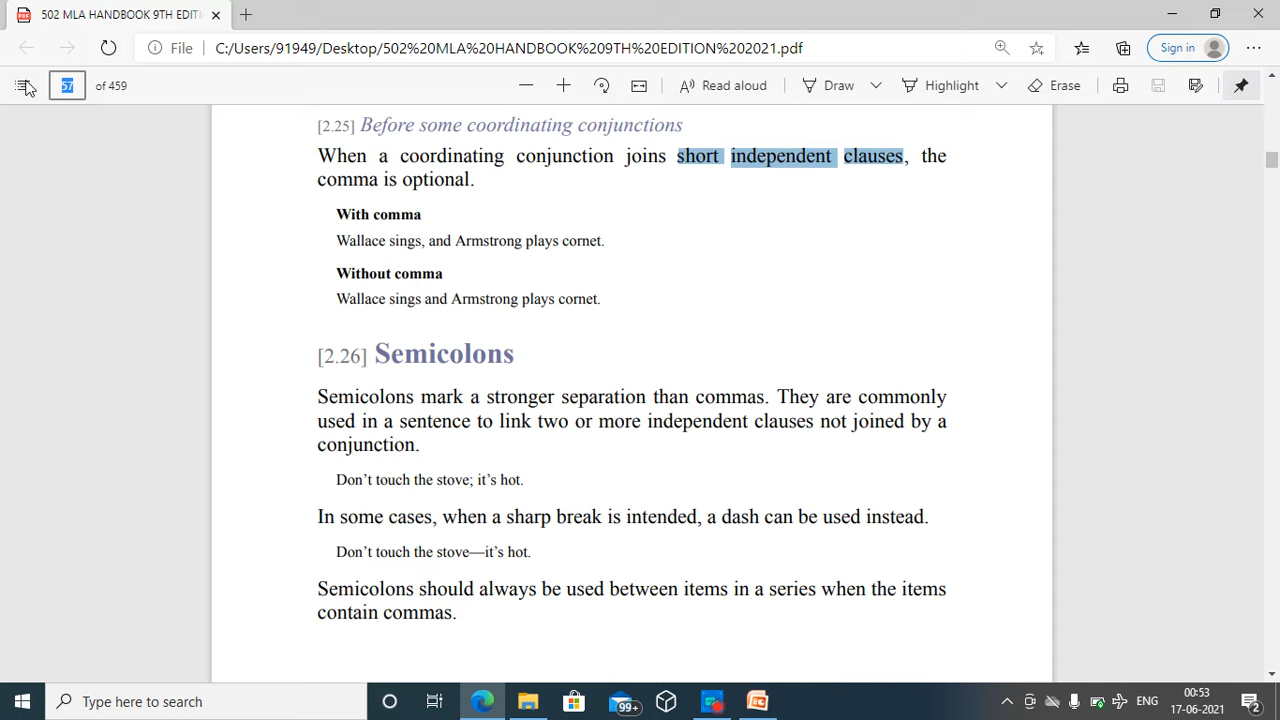 502 MLA HANDBOOK 9TH EDITI
File C:/Users/91949/Desktop/502%20MLA%20HANDBOOK%209TH%20EDITION%202021.pdf Sign in
57 of 459 Read aloud Draw Highlight Erase
[2.25] Before some coordinating conjunctions
When a coordinating conjunction joins short independent clauses, the
comma is optional.
With comma
Wallace sings, and Armstrong plays cornet.
Without comma
Wallace sings and Armstrong plays cornet.
[2.26] Semicolons
Semicolons mark a stronger separation than commas. They are commonly
used in a sentence to link two or more independent clauses not joined by a
conjunction.
Don’t touch the stove; it’s hot.
In some cases, when a sharp break is intended, a dash can be used instead.
Don’t touch the stove—it’s hot.
Semicolons should always be used between items in a series when the items
contain commas.
Type here to search 99+ ENG 00:53
17-06-2021 2